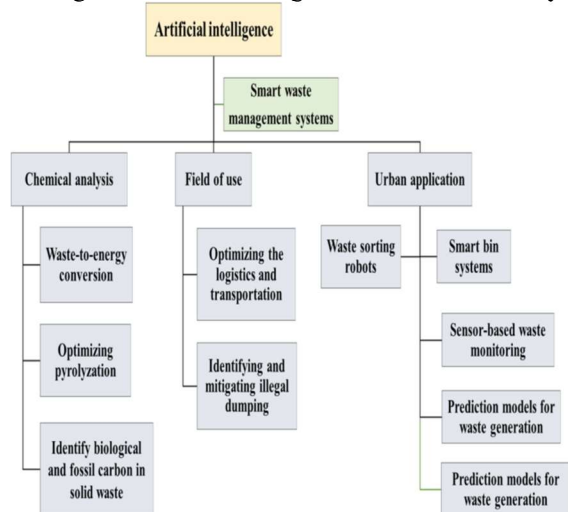 Artificial intelligence
Smart waste
management systems
Chemical analysis
Field of use
Urban application
Waste-to-energy
conversion
Optimizing
pyrolyzation
Identify biological
and fossil carbon in
solid waste
Optimizing the
logistics and
transportation
Identifying and
mitigating illegal
dumping
Waste sorting
robots
Smart bin
systems
Sensor-based waste
monitoring
Prediction models for
waste generation
Prediction models for
waste generation